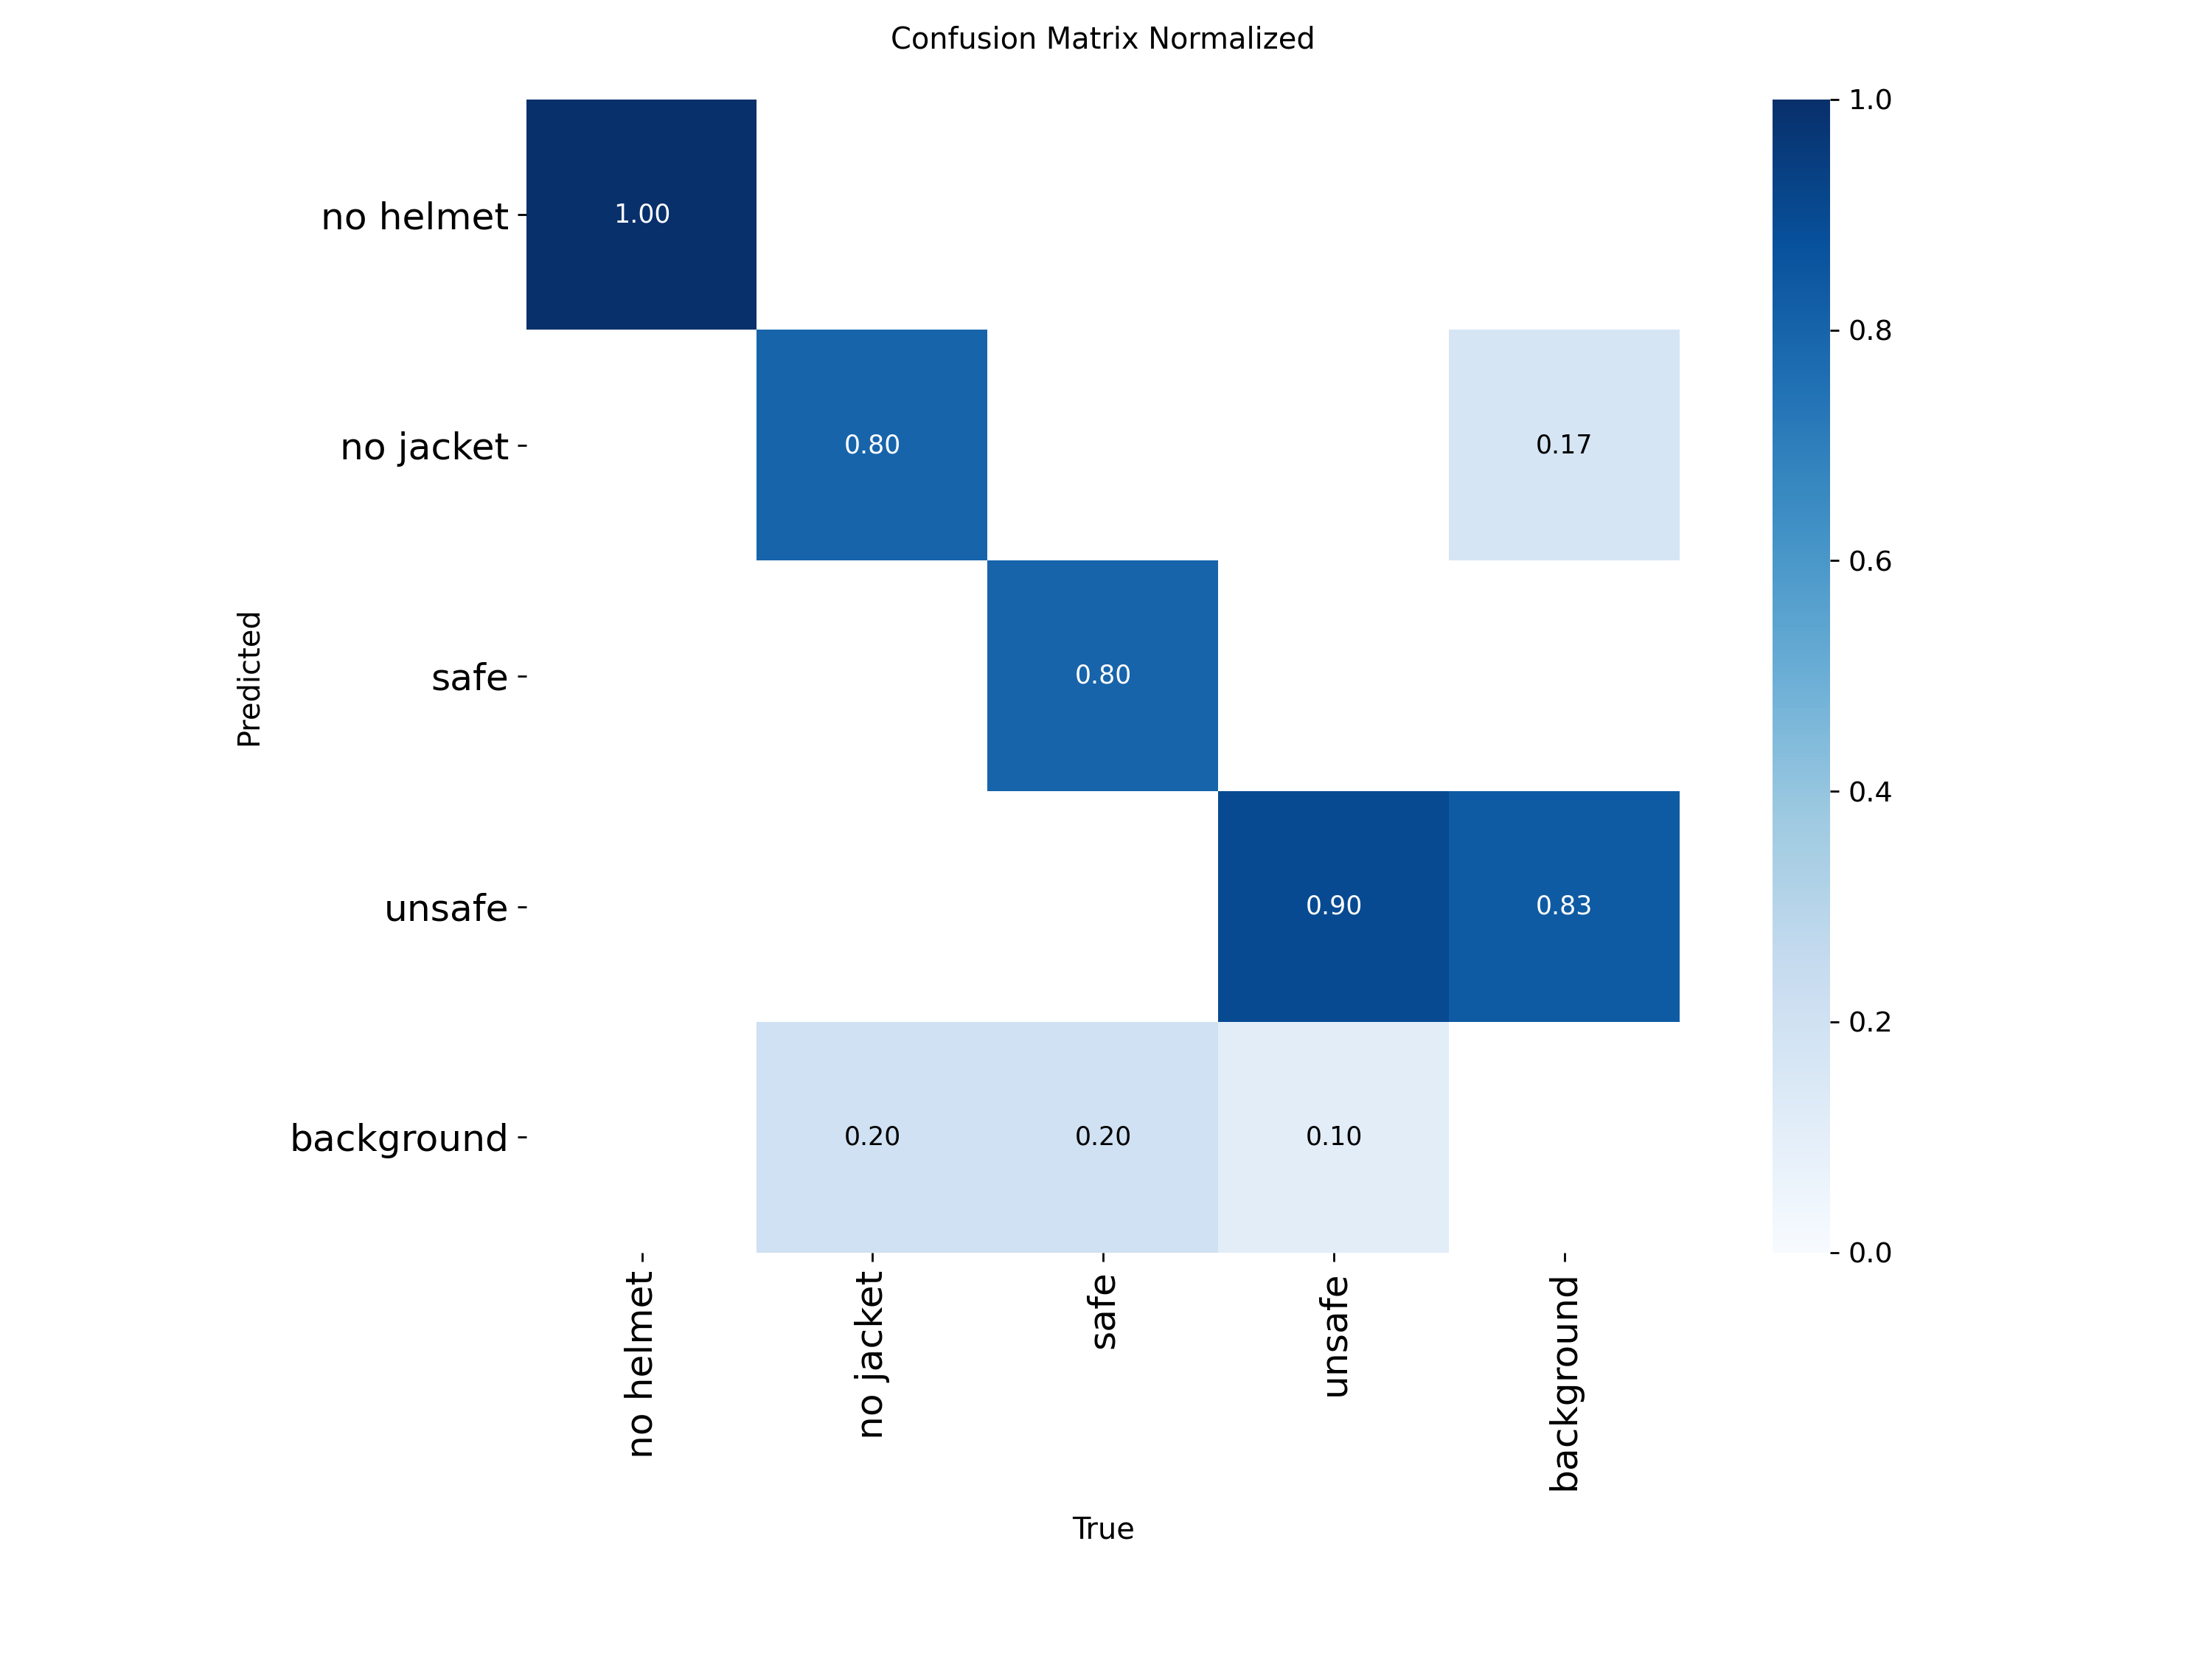 Confusion Matrix Normalized
no helmet
no jacket
safe
unsafe
background
Predicted
1.00
0.80
0.17
0.80
0.90
0.83
0.20
0.20
0.10
no helmet
no jacket
safe
unsafe
background
True
1.0
0.8
0.6
0.4
0.2
0.0